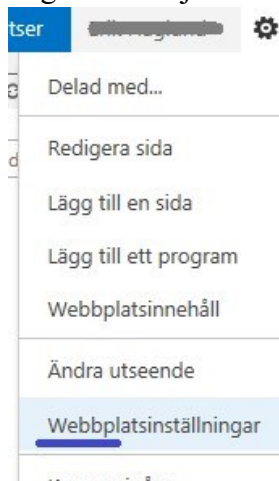 tser
Delad med...
Redigera sida
Lägg till en sida
Lägg till ett program
Webbplatsinnehåll
Ändra utseende
Webbplatsinställningar